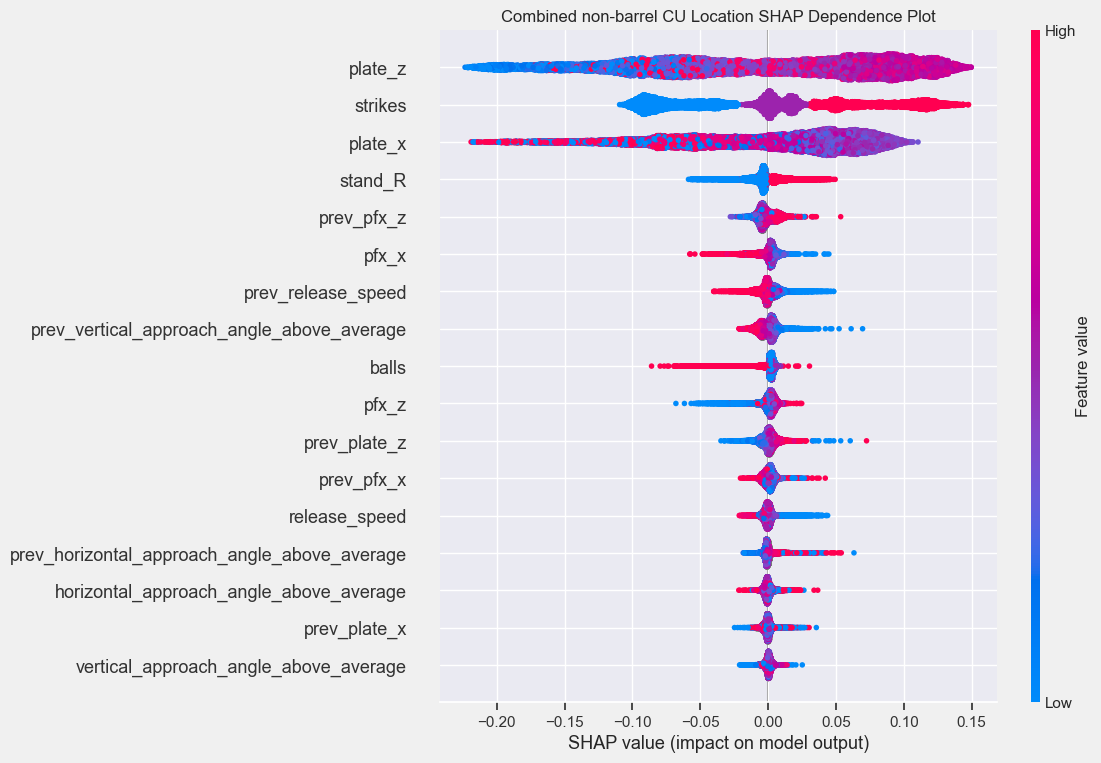 Combined non-barrel CU Location SHAP Dependence Plot
High
plate_z
strikes
plate_x
stand_R
prev_pfx_z
pfx_x
prev_release_speed
prev_vertical_approach_angle_above_average
balls
pfx_z
prev_plate_z
prev_pfx_x
release_speed
prev_horizontal_approach_angle_above_average
horizontal_approach_angle_above_average
prev_plate_x
vertical_approach_angle_above_average
Feature value
Low
−0.20 −0.15 −0.10 −0.05 0.00 0.05 0.10 0.15
SHAP value (impact on model output)